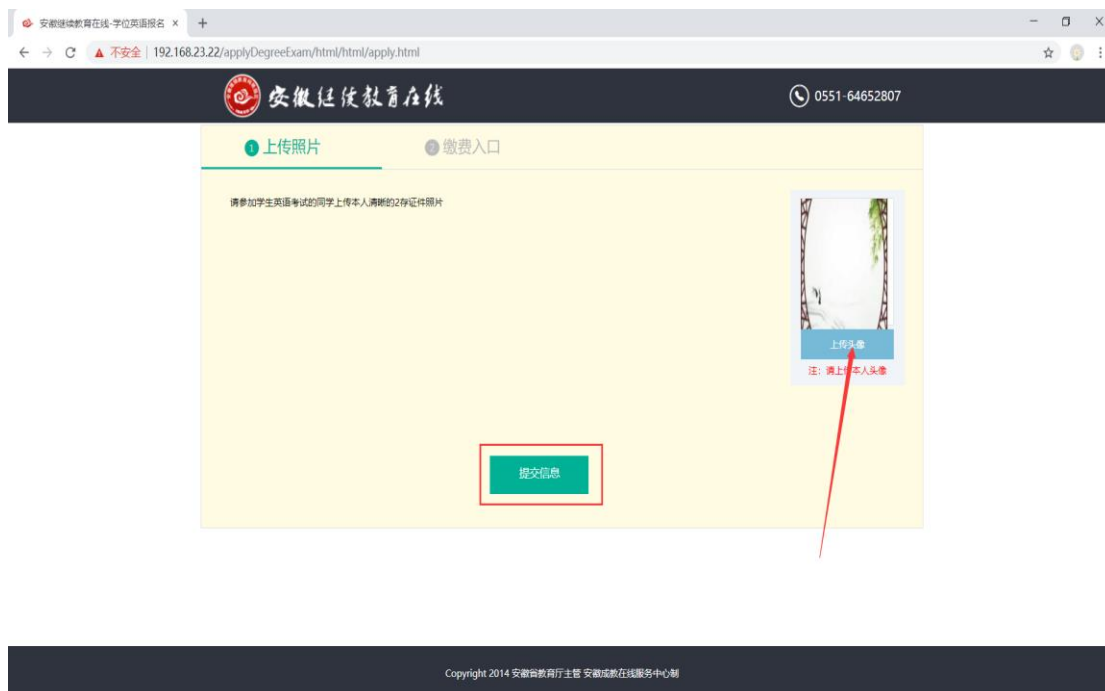 安徽继续教育在线-学位英语报名
不安全 | 192.168.23.22/applyDegreeExam/html/html/apply.html
安徽继续教育在线
0551-64652807
1 上传照片
2 缴费入口
请参加学生英语考试的同学上传本人清晰的2存证件照片
上传头像
注：请上传本人头像
提交信息
Copyright 2014 安徽省教育厅主管 安徽成教在线服务中心制